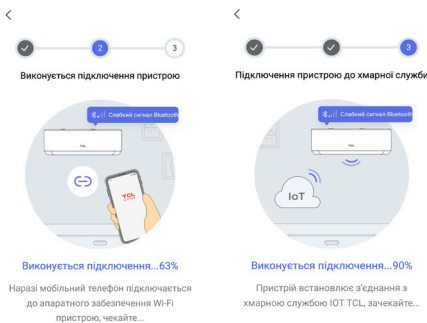 2
3
Виконується підключення пристрою
Слабкий сигнал Bluetooth
TCL
TCL
Виконується підключення...63%
Наразі мобільний телефон підключається
до апаратного забезпечення Wi-Fi
пристрою, чекайте...
3
Підключення пристрою до хмарної служби
Слабкий сигнал Bluetooth
TCL
IoT
Виконується підключення...90%
Пристрій встановлює з'єднання з
хмарною службою IOT TCL, зачекайте...